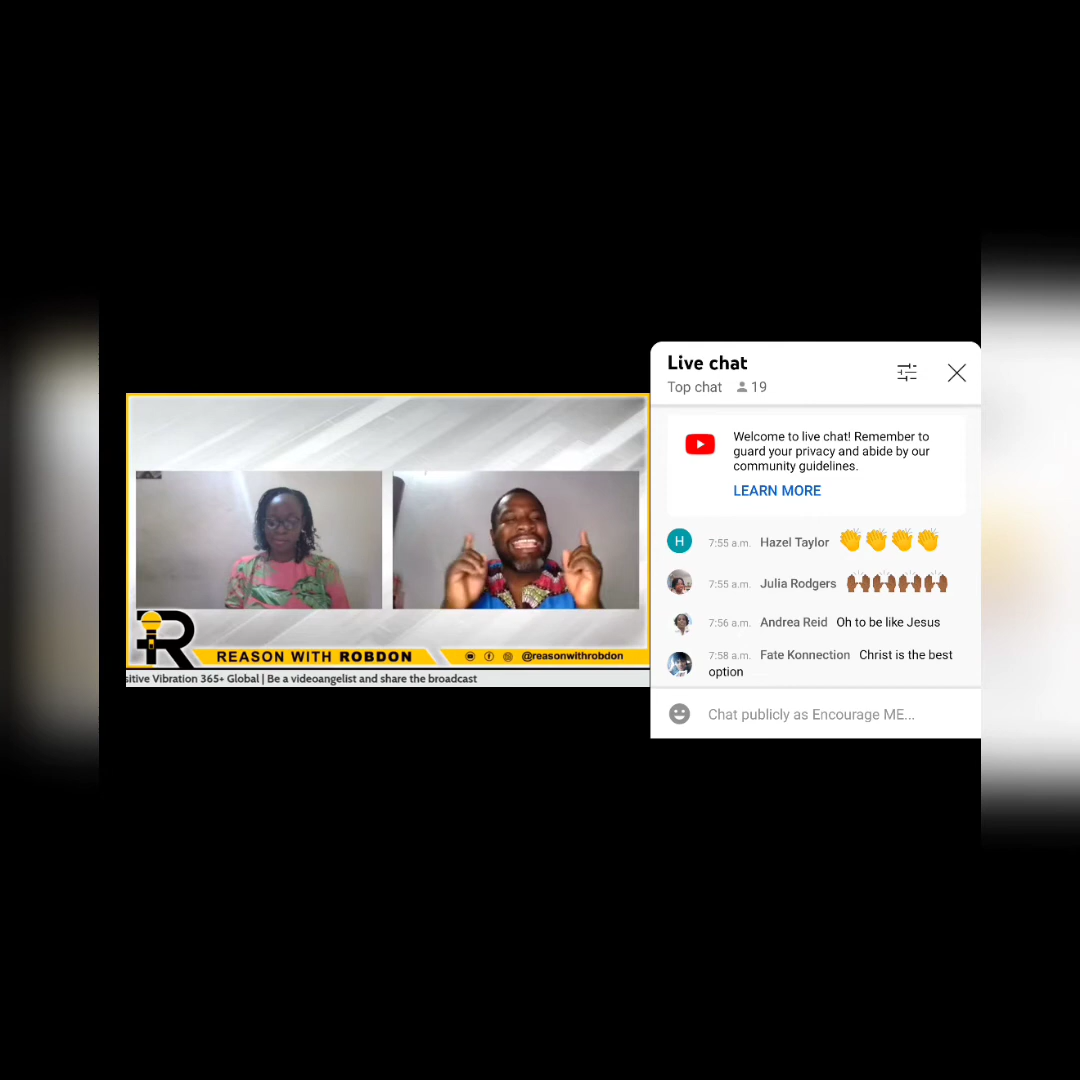 Live chat
Top chat 19
Welcome to live chat! Remember to
guard your privacy and abide by our
community guidelines.
LEARN MORE
H 7:55 a.m. Hazel Taylor 👏👏👏👏
7:55 a.m. Julia Rodgers 🙌🏾🙌🏾🙌🏾🙌🏾
7:56 a.m. Andrea Reid Oh to be like Jesus
7:58 a.m. Fate Konnection Christ is the best
option
Chat publicly as Encourage ME...
R
REASON WITH ROBDON @reasonwithrobdon
sitive Vibration 365+ Global | Be a videoangelist and share the broadcast